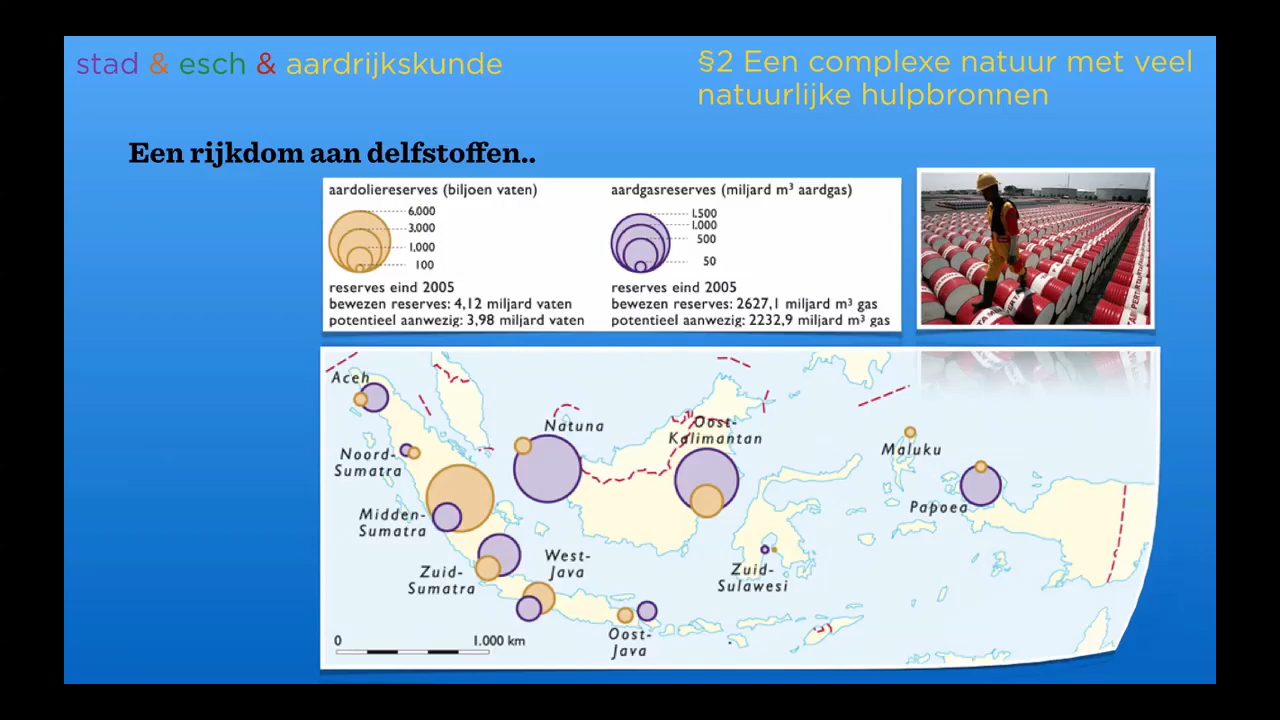 stad & esch & aardrijkskunde
§2 Een complexe natuur met veel
natuurlijke hulpbronnen
Een rijkdom aan delfstoffen..
aardoliereserves (biljoen vaten)
6.000
3.000
1.000
100
reserves eind 2005
bewezen reserves: 4,12 miljard vaten
potentieel aanwezig: 3,98 miljard vaten
aardgasreserves (miljard m³ aardgas)
1.500
1.000
500
50
reserves eind 2005
bewezen reserves: 2627,1 miljard m³ gas
potentieel aanwezig: 2232,9 miljard m³ gas
Aceh
Noord-
Sumatra
Midden-
Sumatra
Zuid-
Sumatra
Natuna
West-
Java
Oost-
Java
Oost-
Kalimantan
Zuid-
Sulawesi
Maluku
Papoea
0
1.000 km